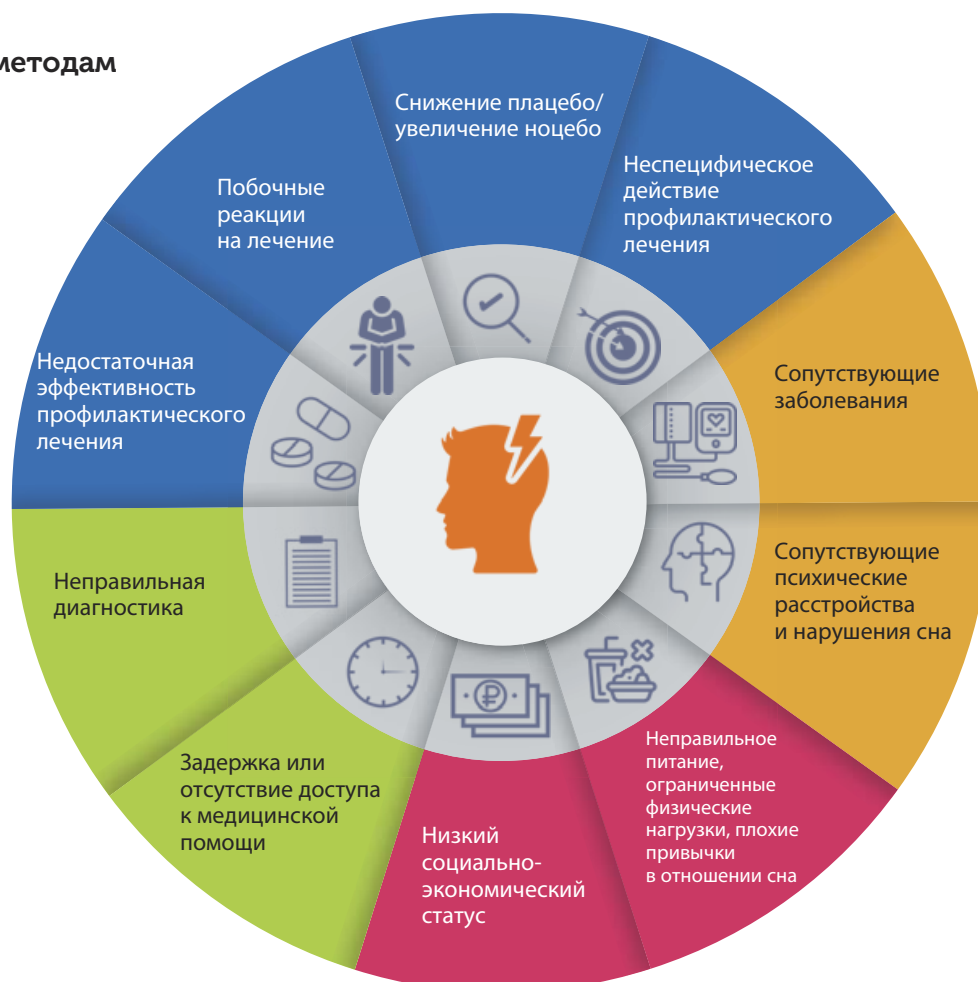 методам
Снижение плацебо/
увеличение ноцебо
Неспецифическое
действие
профилактического
лечения
Сопутствующие
заболевания
Сопутствующие
психические
расстройства
и нарушения сна
Неправильное
питание,
ограниченные
физические
нагрузки, плохие
привычки
в отношении сна
Низкий
социально-
экономический
статус
Задержка или
отсутствие доступа
к медицинской
помощи
Неправильная
диагностика
Недостаточная
эффективность
профилактического
лечения
Побочные
реакции
на лечение